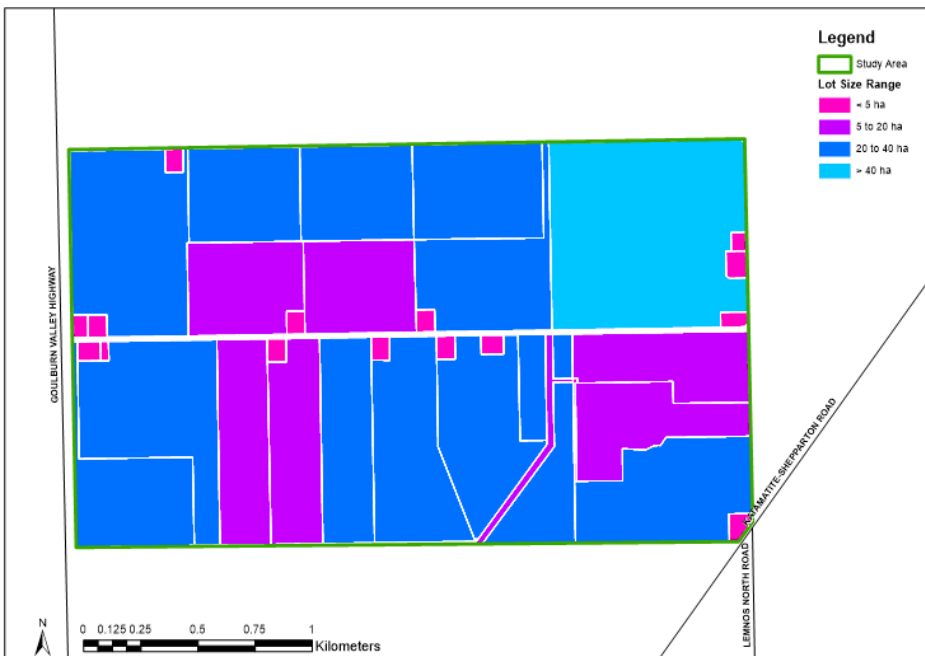 Legend
Study Area
Lot Size Range
< 5 ha
5 to 20 ha
20 to 40 ha
> 40 ha
GOULBURN VALLEY HIGHWAY
KATAMATITE-SHEPPARTON ROAD
LEMNOS NORTH ROAD
N
0 0.125 0.25 0.5 0.75 1
Kilometers